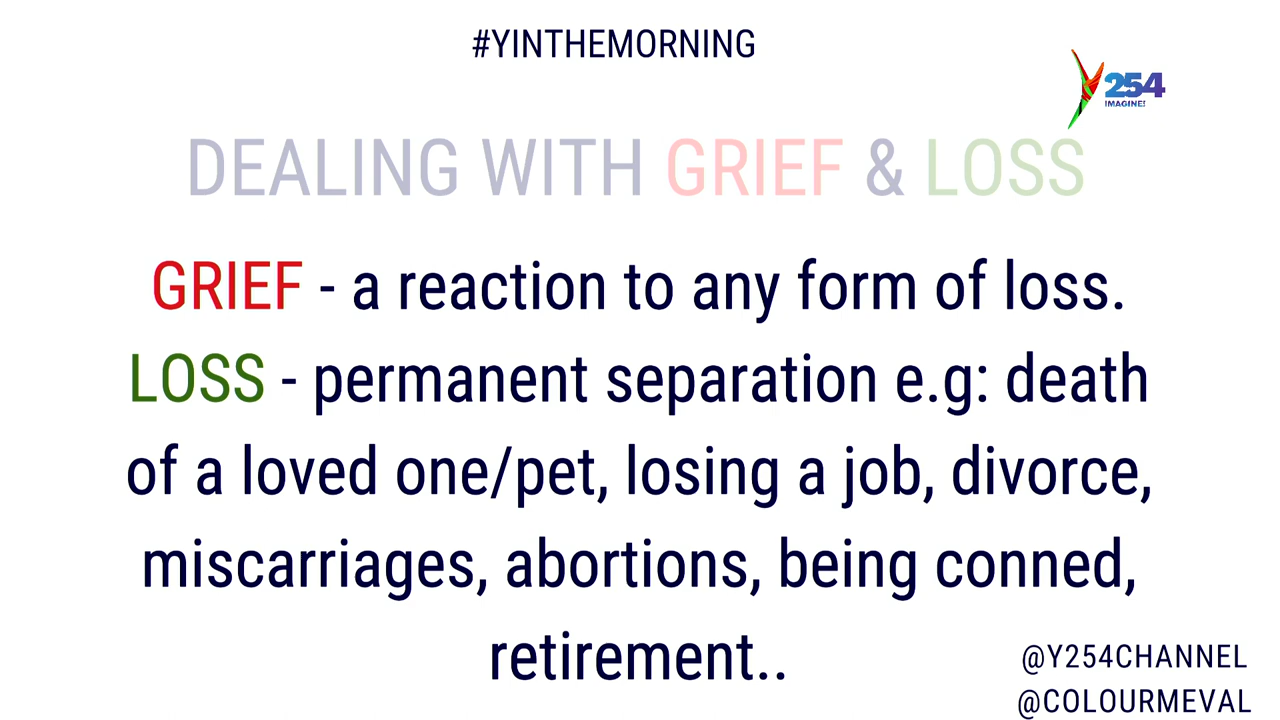 #YINTHEMORNING
Y254
IMAGINE!
DEALING WITH GRIEF & LOSS
GRIEF - a reaction to any form of loss.
LOSS - permanent separation e.g: death
of a loved one/pet, losing a job, divorce,
miscarriages, abortions, being conned,
retirement..
@Y254CHANNEL
@COLOURMEVAL